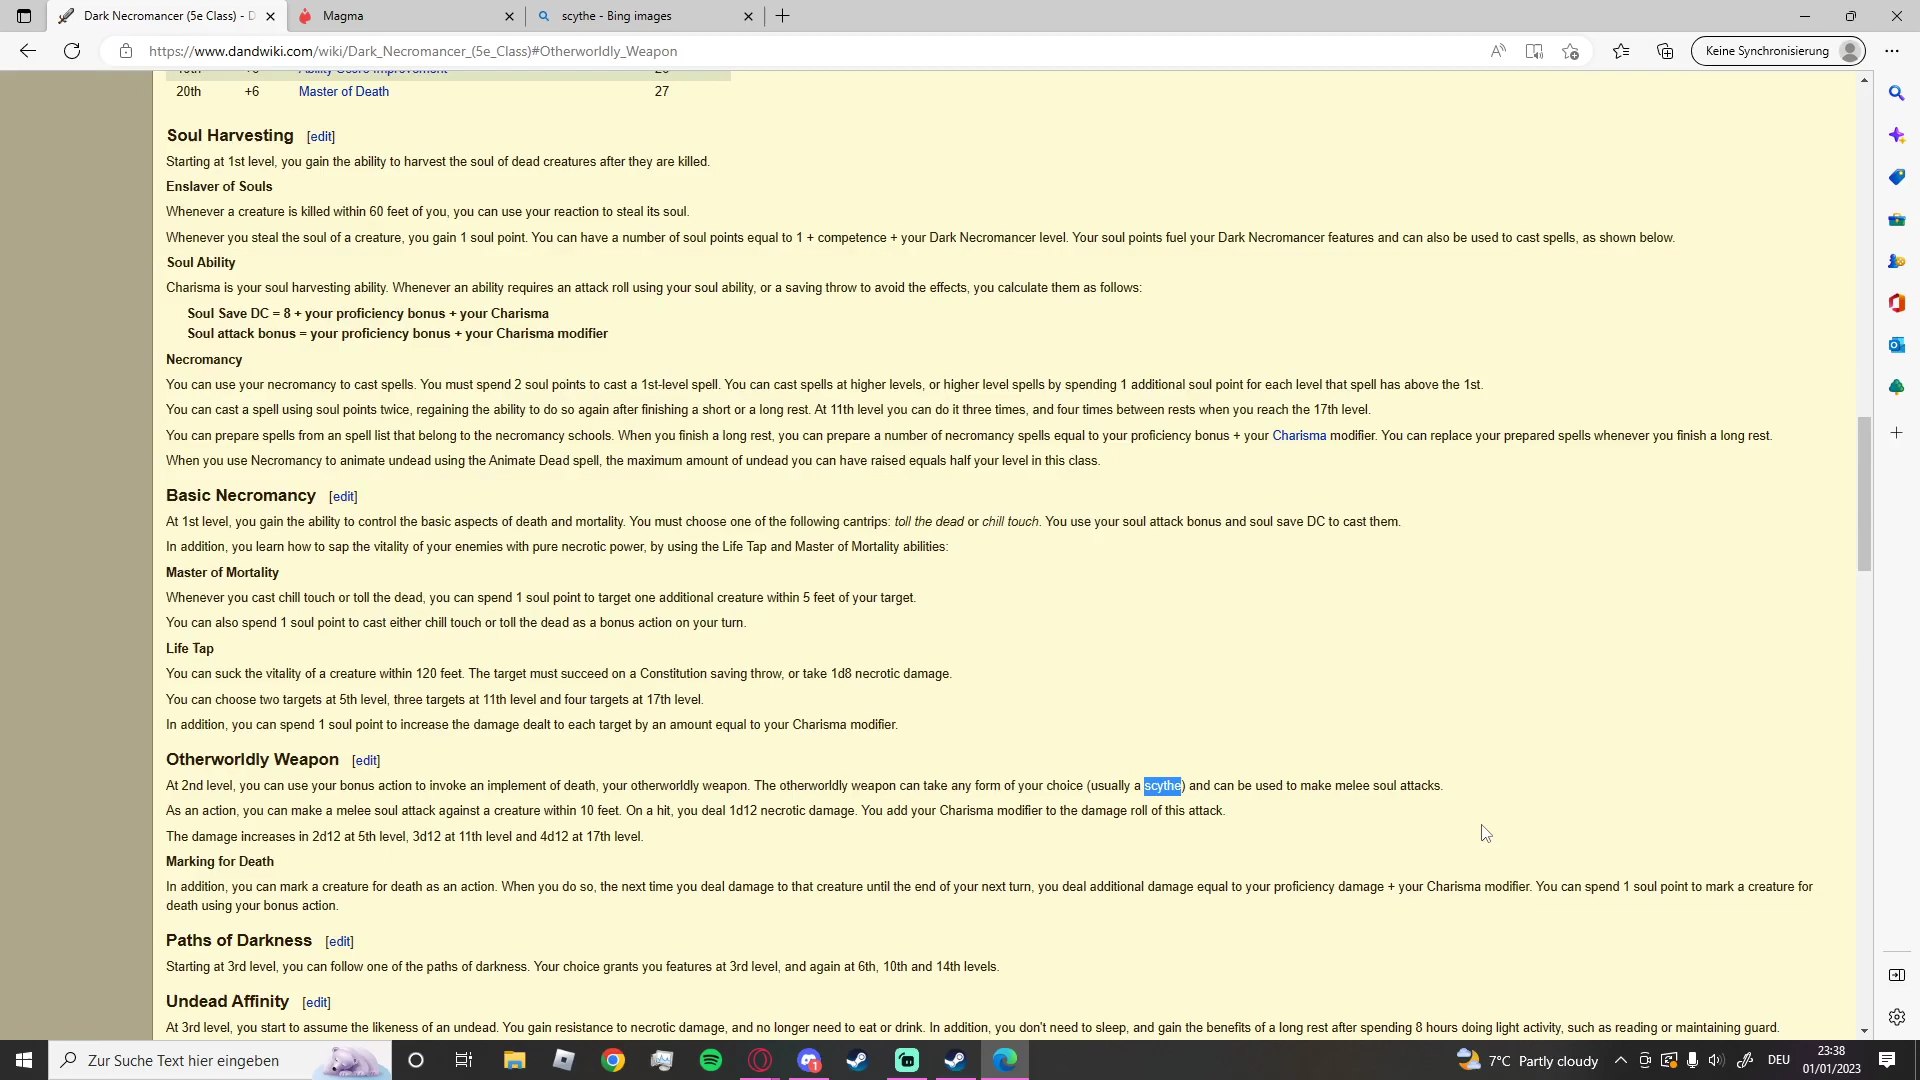 Dark Necromancer (5e Class) - D
Magma
scythe - Bing images
https://www.dandwiki.com/wiki/Dark_Necromancer_(5e_Class)#Otherworldly_Weapon
Keine Synchronisierung
19th +6 Ability Score Improvement 26
20th +6 Master of Death 27
Soul Harvesting [edit]
Starting at 1st level, you gain the ability to harvest the soul of dead creatures after they are killed.
Enslaver of Souls
Whenever a creature is killed within 60 feet of you, you can use your reaction to steal its soul.
Whenever you steal the soul of a creature, you gain 1 soul point. You can have a number of soul points equal to 1 + competence + your Dark Necromancer level. Your soul points fuel your Dark Necromancer features and can also be used to cast spells, as shown below.
Soul Ability
Charisma is your soul harvesting ability. Whenever an ability requires an attack roll using your soul ability, or a saving throw to avoid the effects, you calculate them as follows:
Soul Save DC = 8 + your proficiency bonus + your Charisma
Soul attack bonus = your proficiency bonus + your Charisma modifier
Necromancy
You can use your necromancy to cast spells. You must spend 2 soul points to cast a 1st-level spell. You can cast spells at higher levels, or higher level spells by spending 1 additional soul point for each level that spell has above the 1st.
You can cast a spell using soul points twice, regaining the ability to do so again after finishing a short or a long rest. At 11th level you can do it three times, and four times between rests when you reach the 17th level.
You can prepare spells from an spell list that belong to the necromancy schools. When you finish a long rest, you can prepare a number of necromancy spells equal to your proficiency bonus + your Charisma modifier. You can replace your prepared spells whenever you finish a long rest.
When you use Necromancy to animate undead using the Animate Dead spell, the maximum amount of undead you can have raised equals half your level in this class.
Basic Necromancy [edit]
At 1st level, you gain the ability to control the basic aspects of death and mortality. You must choose one of the following cantrips: toll the dead or chill touch. You use your soul attack bonus and soul save DC to cast them.
In addition, you learn how to sap the vitality of your enemies with pure necrotic power, by using the Life Tap and Master of Mortality abilities:
Master of Mortality
Whenever you cast chill touch or toll the dead, you can spend 1 soul point to target one additional creature within 5 feet of your target.
You can also spend 1 soul point to cast either chill touch or toll the dead as a bonus action on your turn.
Life Tap
You can suck the vitality of a creature within 120 feet. The target must succeed on a Constitution saving throw, or take 1d8 necrotic damage.
You can choose two targets at 5th level, three targets at 11th level and four targets at 17th level.
In addition, you can spend 1 soul point to increase the damage dealt to each target by an amount equal to your Charisma modifier.
Otherworldly Weapon [edit]
At 2nd level, you can use your bonus action to invoke an implement of death, your otherworldly weapon. The otherworldly weapon can take any form of your choice (usually a scythe) and can be used to make melee soul attacks.
As an action, you can make a melee soul attack against a creature within 10 feet. On a hit, you deal 1d12 necrotic damage. You add your Charisma modifier to the damage roll of this attack.
The damage increases in 2d12 at 5th level, 3d12 at 11th level and 4d12 at 17th level.
Marking for Death
In addition, you can mark a creature for death as an action. When you do so, the next time you deal damage to that creature until the end of your next turn, you deal additional damage equal to your proficiency damage + your Charisma modifier. You can spend 1 soul point to mark a creature for
death using your bonus action.
Paths of Darkness [edit]
Starting at 3rd level, you can follow one of the paths of darkness. Your choice grants you features at 3rd level, and again at 6th, 10th and 14th levels.
Undead Affinity [edit]
At 3rd level, you start to assume the likeness of an undead. You gain resistance to necrotic damage, and no longer need to eat or drink. In addition, you don't need to sleep, and gain the benefits of a long rest after spending 8 hours doing light activity, such as reading or maintaining guard.
Zur Suche Text hier eingeben
1
7°C Partly cloudy
DEU
23:38
01/01/2023